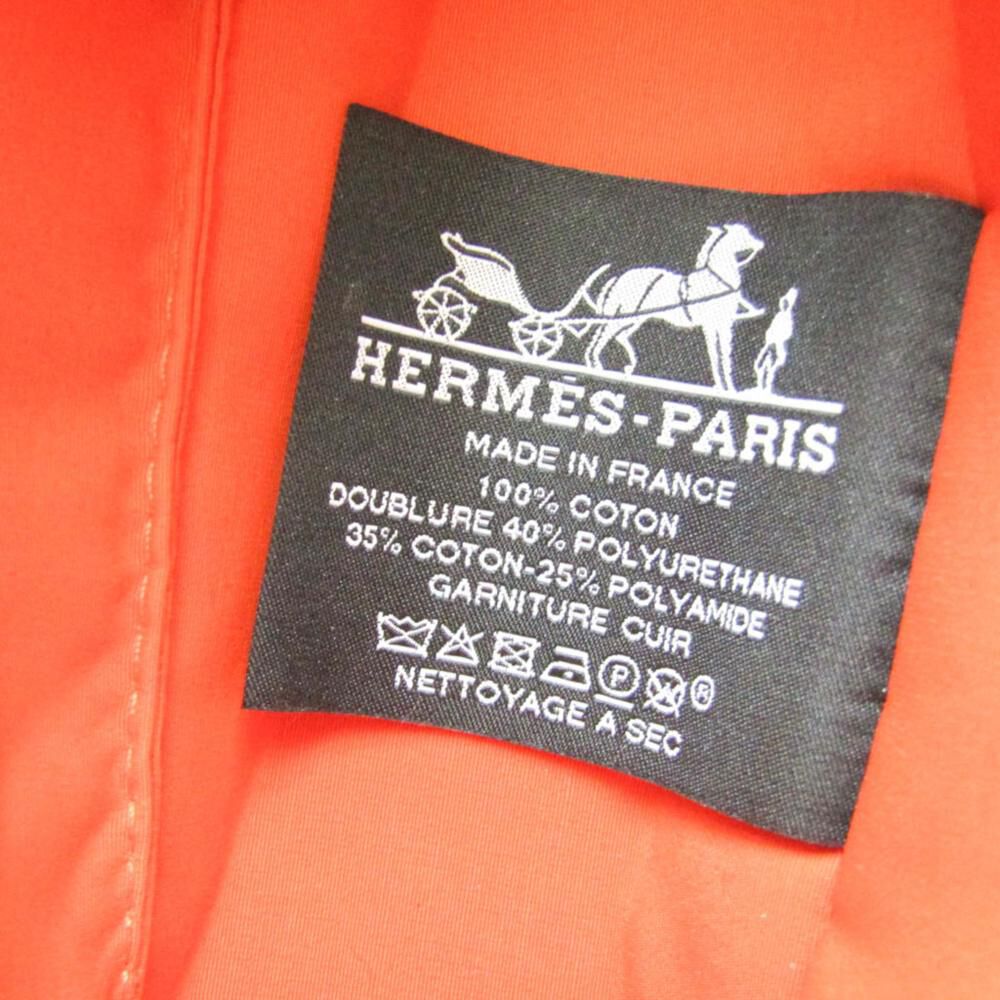 HERMÈS-PARIS
MADE IN FRANCE
100% COTON
DOUBLURE 40% POLYURETHANE
35% COTON-25% POLYAMIDE
GARNITURE CUIR
P ®
NETTOYAGE A SEC